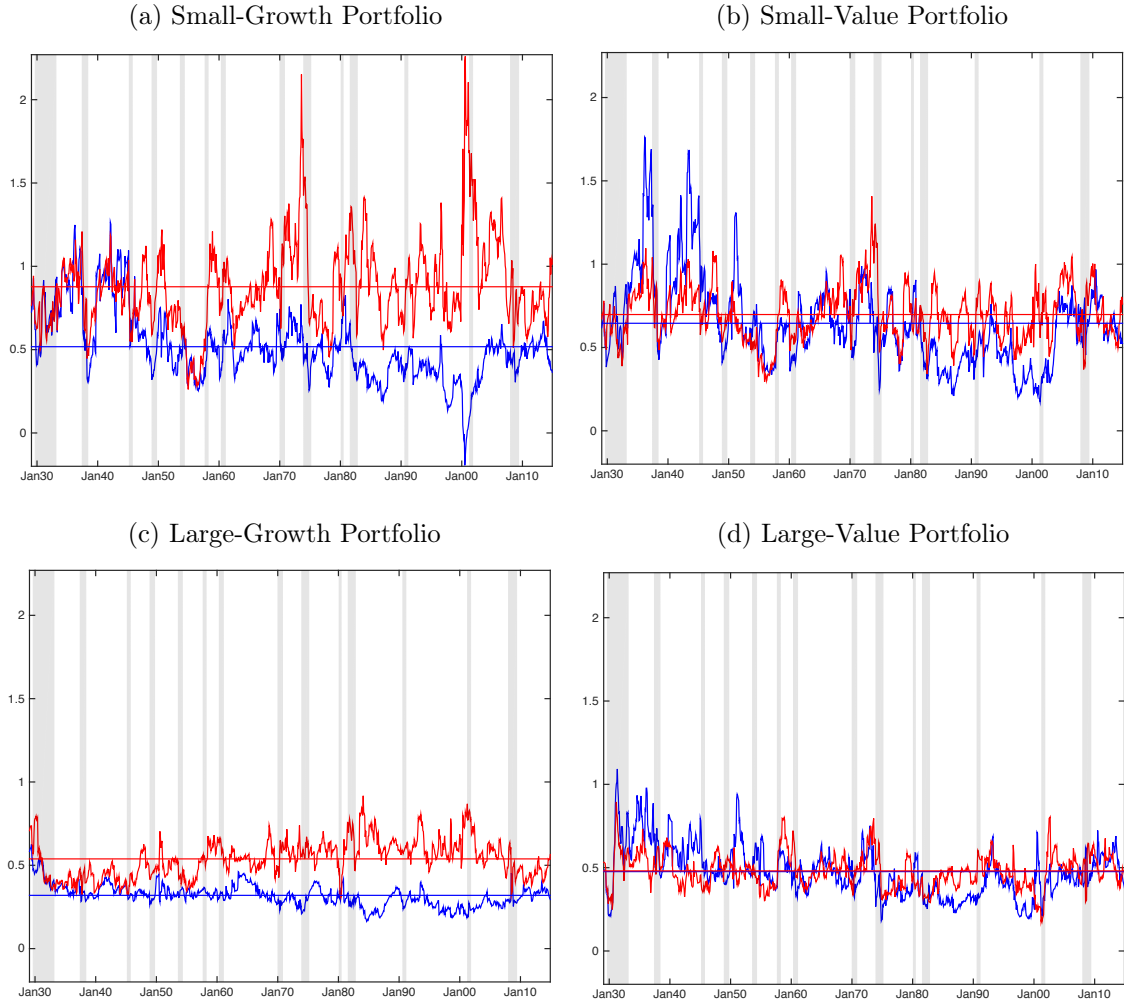 (a) Small-Growth Portfolio
2
1.5
1
0.5
0
Jan30 Jan40 Jan50 Jan60 Jan70 Jan80 Jan90 Jan00 Jan10
(b) Small-Value Portfolio
2
1.5
1
0.5
0
Jan30 Jan40 Jan50 Jan60 Jan70 Jan80 Jan90 Jan00 Jan10
(c) Large-Growth Portfolio
2
1.5
1
0.5
0
Jan30 Jan40 Jan50 Jan60 Jan70 Jan80 Jan90 Jan00 Jan10
(d) Large-Value Portfolio
2
1.5
1
0.5
0
Jan30 Jan40 Jan50 Jan60 Jan70 Jan80 Jan90 Jan00 Jan10